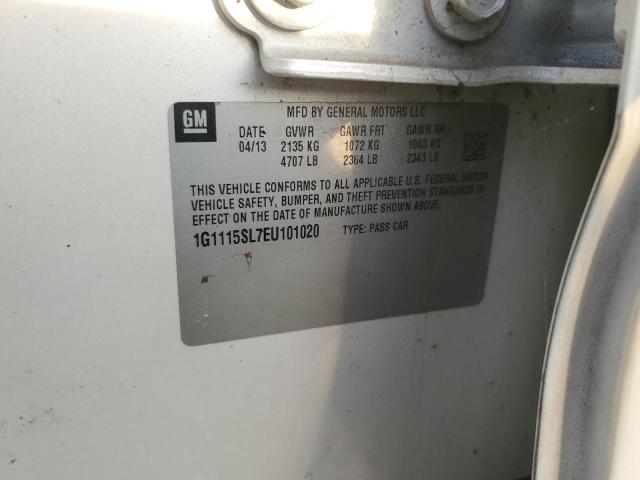 GM
MFD BY GENERAL MOTORS LLC
DATE GVWR GAWR FRT GAWR RR
04/13 2135 KG 1072 KG 1063 KG
4707 LB 2364 LB 2343 LB
THIS VEHICLE CONFORMS TO ALL APPLICABLE U.S. FEDERAL MOTOR
VEHICLE SAFETY, BUMPER, AND THEFT PREVENTION STANDARDS IN
EFFECT ON THE DATE OF MANUFACTURE SHOWN ABOVE.
1G1115SL7EU101020 TYPE: PASS CAR